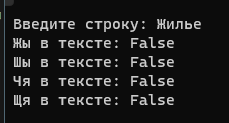 Введите строку: Жилье
Жы в тексте: False
Шы в тексте: False
Чя в тексте: False
Щя в тексте: False